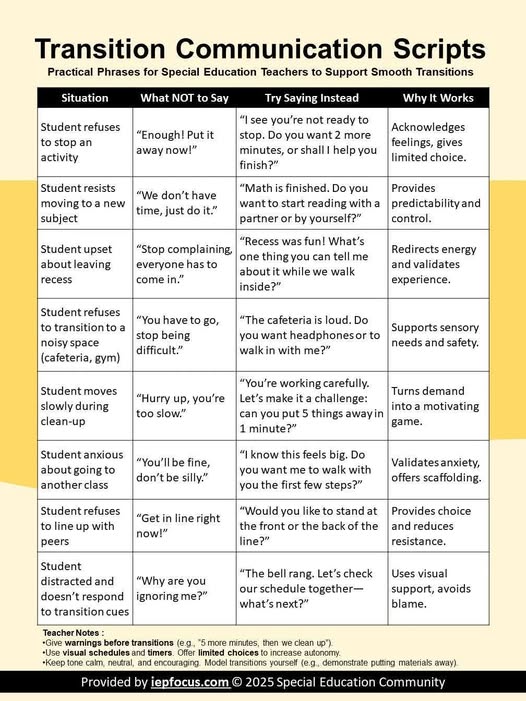 Transition Communication Scripts
Practical Phrases for Special Education Teachers to Support Smooth Transitions
Situation
What NOT to Say
Try Saying Instead
Why It Works
Student refuses
to stop an
activity
“Enough! Put it
away now!”
“I see you’re not ready to
stop. Do you want 2 more
minutes, or shall I help you
finish?”
Acknowledges
feelings, gives
limited choice.
Student resists
moving to a new
subject
“We don’t have
time, just do it.”
“Math is finished. Do you
want to start reading with a
partner or by yourself?”
Provides
predictability and
control.
Student upset
about leaving
recess
“Stop complaining,
everyone has to
come in.”
“Recess was fun! What’s
one thing you can tell me
about it while we walk
inside?”
Redirects energy
and validates
experience.
Student refuses
to transition to a
noisy space
(cafeteria, gym)
“You have to go,
stop being
difficult.”
“The cafeteria is loud. Do
you want headphones or to
walk in with me?”
Supports sensory
needs and safety.
Student moves
slowly during
clean-up
“Hurry up, you’re
too slow.”
“You’re working carefully.
Let’s make it a challenge:
can you put 5 things away in
1 minute?”
Turns demand
into a motivating
game.
Student anxious
about going to
another class
“You’ll be fine,
don’t be silly.”
“I know this feels big. Do
you want me to walk with
you the first few steps?”
Validates anxiety,
offers scaffolding.
Student refuses
to line up with
peers
“Get in line right
now!”
“Would you like to stand at
the front or the back of the
line?”
Provides choice
and reduces
resistance.
Student
distracted and
doesn’t respond
to transition cues
“Why are you
ignoring me?”
“The bell rang. Let’s check
our schedule together—
what’s next?”
Uses visual
support, avoids
blame.
Teacher Notes :
•Give warnings before transitions (e.g., "5 more minutes, then we clean up").
•Use visual schedules and timers. Offer limited choices to increase autonomy.
•Keep tone calm, neutral, and encouraging. Model transitions yourself (e.g., demonstrate putting materials away).
Provided by iepfocus.com © 2025 Special Education Community